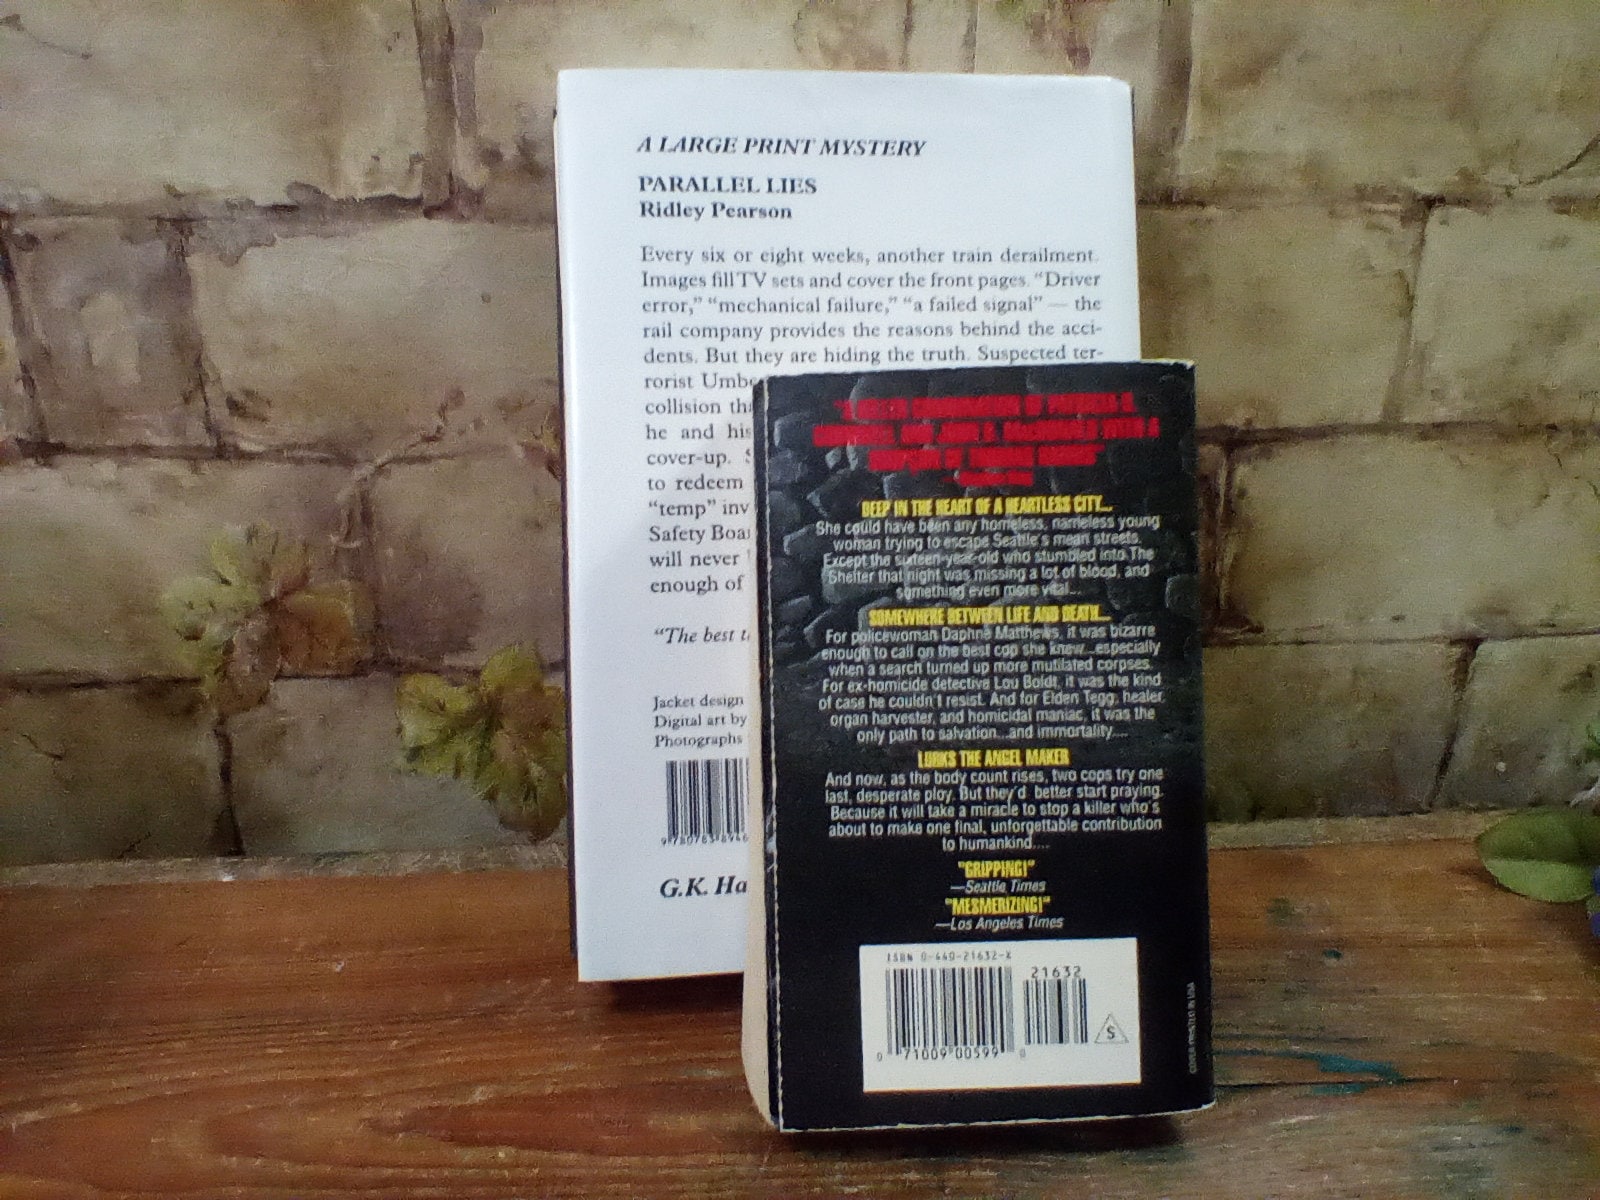 A LARGE PRINT MYSTERY
PARALLEL LIES
Ridley Pearson
Every six or eight weeks, another train derailment.
Images fill TV sets and cover the front pages. “Driver
error,” “mechanical failure,” “a failed signal” — the
rail company provides the reasons behind the acci-
dents. But they are hiding the truth. Suspected ter-
rorist Umbe
collision tha
he and his
cover-up. S
to redeem
“temp” inv
Safety Boar
will never
enough of
“The best t
Jacket design
Digital art by
Photographs
G.K. Ha
DEEP IN THE HEART OF A HEARTLESS CITY...
She could have been any homeless, nameless young
woman trying to escape Seattle's mean streets.
Except the sixteen-year-old who stumbled into The
Shelter that night was missing a lot of blood, and
something even more vital...
SOMEWHERE BETWEEN LIFE AND DEATH...
For policewoman Daphne Matthews, it was bizarre
enough to call on the best cop she knew...especially
when a search turned up more mutilated corpses.
For ex-homicide detective Lou Boldt, it was the kind
of case he couldn't resist. And for Elden Tegg, healer,
organ harvester, and homicidal maniac, it was the
only path to salvation...and immortality....
LURKS THE ANGEL MAKER
And now, as the body count rises, two cops try one
last, desperate ploy. But they'd better start praying.
Because it will take a miracle to stop a killer who's
about to make one final, unforgettable contribution
to humankind....
"GRIPPING!"
—Seattle Times
"MESMERIZING!"
—Los Angeles Times
ISBN 0-440-21632-X
21632
0 71009 00599 0
S
COVER PRINTED IN USA